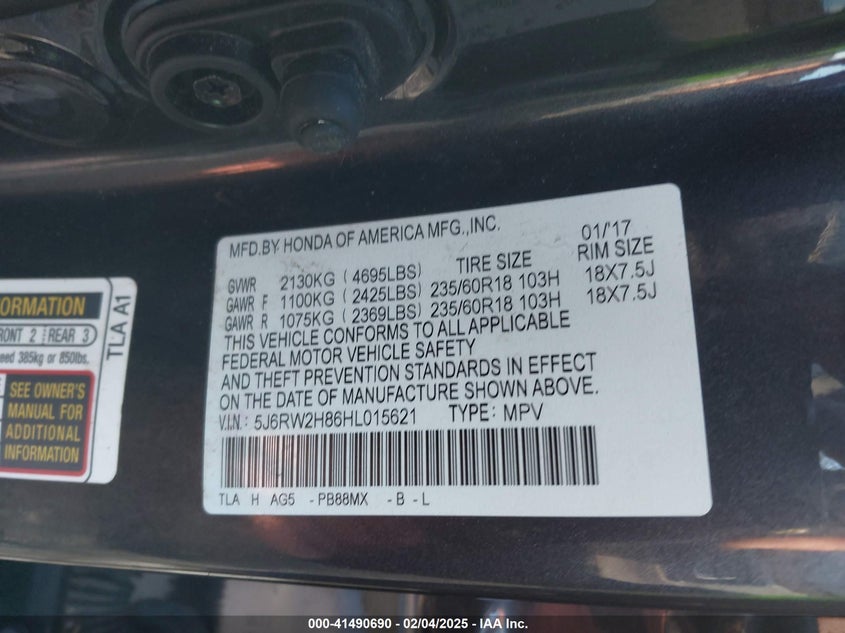 MFD.BY HONDA OF AMERICA MFG.,INC. 01/'17
TIRE SIZE RIM SIZE
GVWR 2130KG ( 4695LBS)
GAWR F 1100KG ( 2425LBS) 235/60R18 103H 18X7.5J
GAWR R 1075KG ( 2369LBS) 235/60R18 103H 18X7.5J
THIS VEHICLE CONFORMS TO ALL APPLICABLE
FEDERAL MOTOR VEHICLE SAFETY
AND THEFT PREVENTION STANDARDS IN EFFECT
ON THE DATE OF MANUFACTURE SHOWN ABOVE.
V.I.N.: 5J6RW2H86HL015621 TYPE: MPV
TLA H AG5 -PB88MX -B-L
TLA A1
FRONT 2 REAR 3
385kg or 850lbs.
SEE OWNER'S
MANUAL FOR
ADDITIONAL
INFORMATION
000-41490690 - 02/04/2025 - IAA Inc.